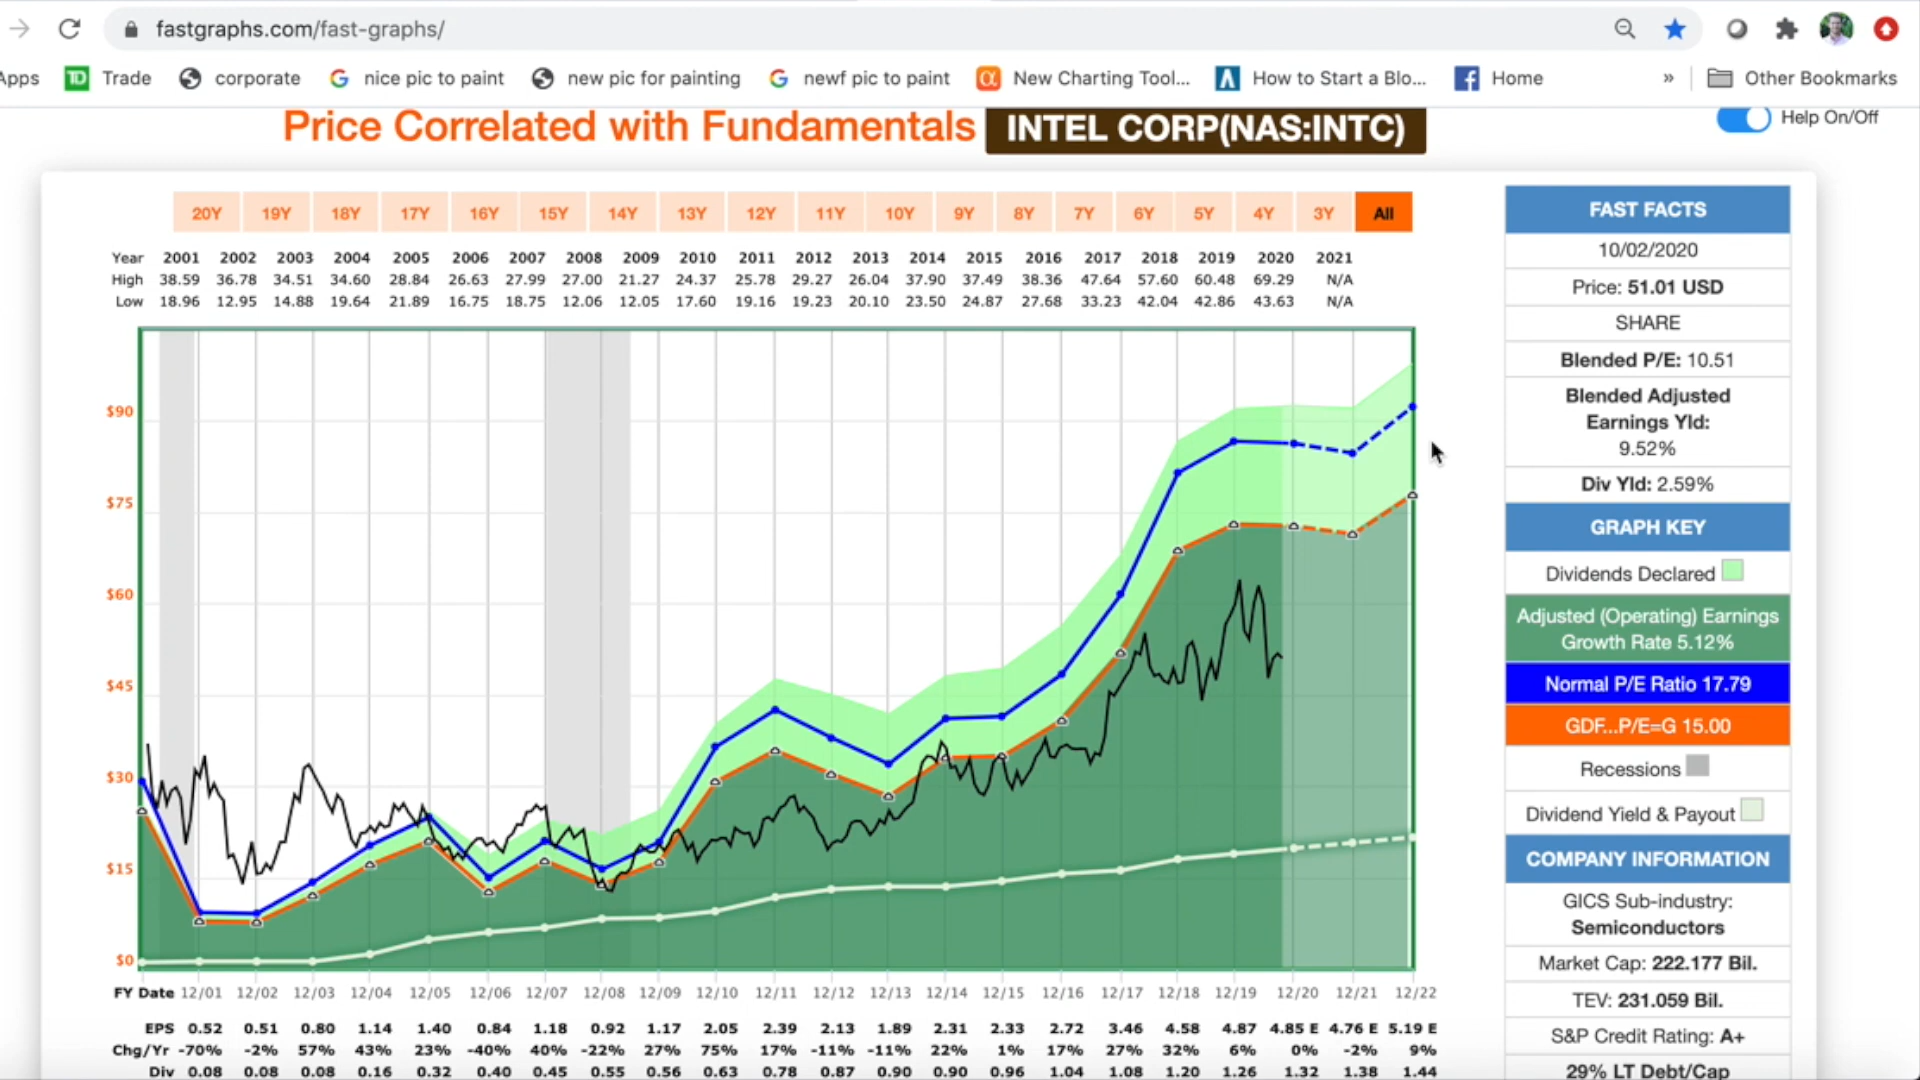 fastgraphs.com/fast-graphs/
Apps Trade corporate nice pic to paint new pic for painting newf pic to paint New Charting Tool... How to Start a Blo... Home » Other Bookmarks
Price Correlated with Fundamentals INTEL CORP(NAS:INTC)
Help On/Off
20Y 19Y 18Y 17Y 16Y 15Y 14Y 13Y 12Y 11Y 10Y 9Y 8Y 7Y 6Y 5Y 4Y 3Y All
Year 2001 2002 2003 2004 2005 2006 2007 2008 2009 2010 2011 2012 2013 2014 2015 2016 2017 2018 2019 2020 2021
High 38.59 36.78 34.51 34.60 28.84 26.63 27.99 27.00 21.27 24.37 25.78 29.27 26.04 37.90 37.49 38.36 47.64 57.60 60.48 69.29 N/A
Low 18.96 12.95 14.88 19.64 21.89 16.75 18.75 12.06 12.05 17.60 19.16 19.23 20.10 23.50 24.87 27.68 33.23 42.04 42.86 43.63 N/A
$90
$75
$60
$45
$30
$15
$0
FY Date 12/01 12/02 12/03 12/04 12/05 12/06 12/07 12/08 12/09 12/10 12/11 12/12 12/13 12/14 12/15 12/16 12/17 12/18 12/19 12/20 12/21 12/22
EPS 0.52 0.51 0.80 1.14 1.40 0.84 1.18 0.92 1.17 2.05 2.39 2.13 1.89 2.31 2.33 2.72 3.46 4.58 4.87 4.85 E 4.76 E 5.19 E
Chg/Yr -70% -2% 57% 43% 23% -40% 40% -22% 27% 75% 17% -11% -11% 22% 1% 17% 27% 32% 6% 0% -2% 9%
Div 0.08 0.08 0.08 0.16 0.32 0.40 0.45 0.55 0.56 0.63 0.78 0.87 0.90 0.90 0.96 1.04 1.08 1.20 1.26 1.32 1.38 1.44
FAST FACTS
10/02/2020
Price: 51.01 USD
SHARE
Blended P/E: 10.51
Blended Adjusted
Earnings Yld:
9.52%
Div Yld: 2.59%
GRAPH KEY
Dividends Declared
Adjusted (Operating) Earnings
Growth Rate 5.12%
Normal P/E Ratio 17.79
GDF...P/E=G 15.00
Recessions
Dividend Yield & Payout
COMPANY INFORMATION
GICS Sub-industry:
Semiconductors
Market Cap: 222.177 Bil.
TEV: 231.059 Bil.
S&P Credit Rating: A+
29% LT Debt/Cap